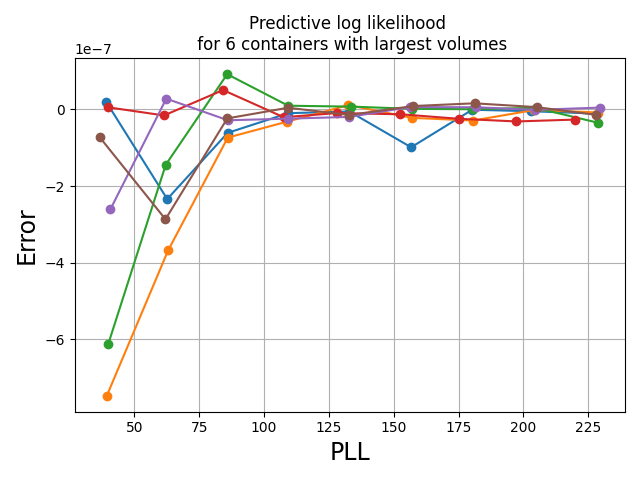 Predictive log likelihood
for 6 containers with largest volumes
1e−7
0
−2
−4
−6
Error
50
75
100
125
150
175
200
225
PLL